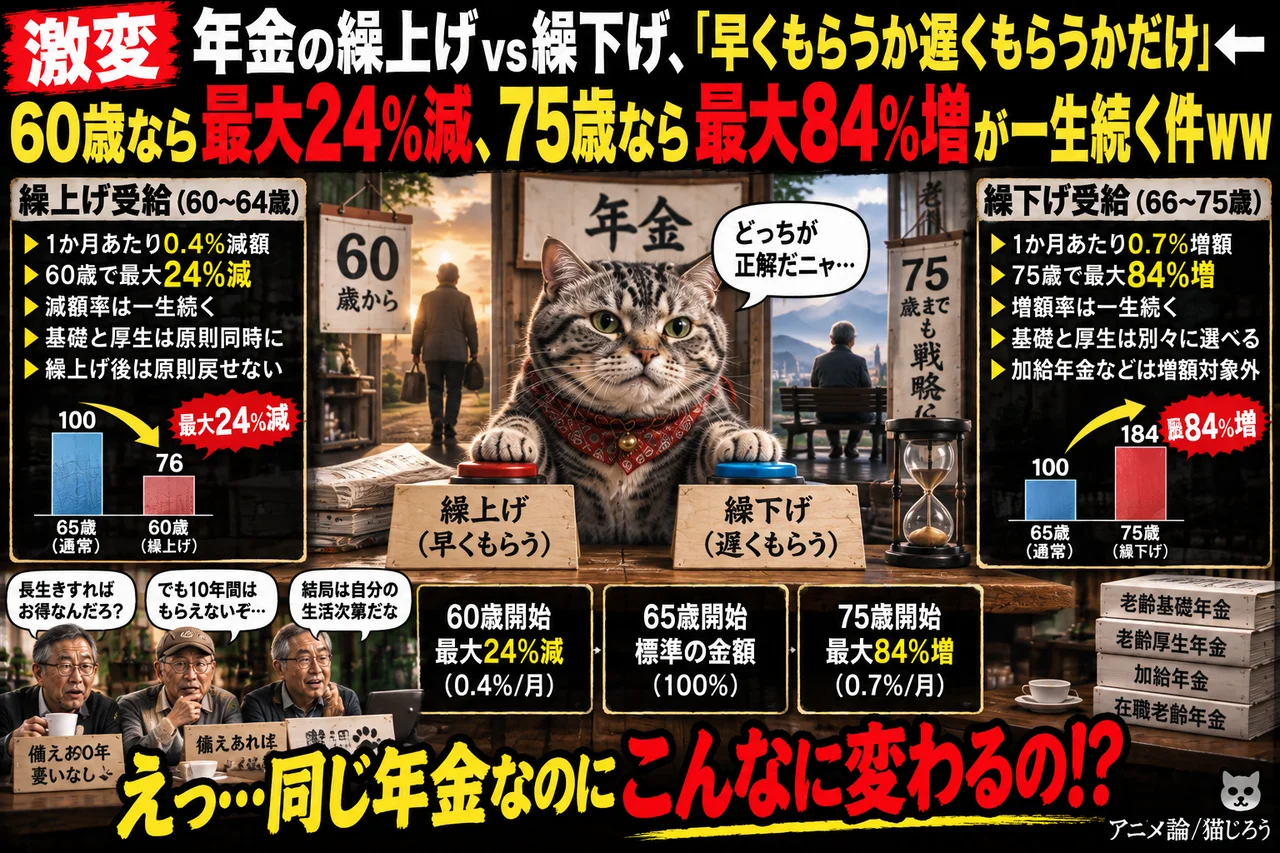 激変
年金の繰上げvs繰下げ、「早くもらうか遅くもらうかだけ」←
60歳なら最大24%減、75歳なら最大84%増が一生続く件ww
繰上げ受給(60~64歳)
▶1か月あたり0.4%減額
▶60歳で最大24%減
▶減額率は一生続く
▶基礎と厚生は原則同時に
▶繰上げ後は原則戻せない
100
76
最大24%減
65歳
(通常)
60歳
(繰上げ)
60
歳から
年金
どっちが
正解だニャ…
75
歳まで
も戦略
繰上げ
(早くもらう)
繰下げ
(遅くもらう)
繰下げ受給(66~75歳)
▶1か月あたり0.7%増額
▶75歳で最大84%増
▶増額率は一生続く
▶基礎と厚生は別々に選べる
▶加給年金などは増額対象外
100
184
84%増
65歳
(通常)
75歳
(繰下げ)
長生きすれば
お得なんだろ?
でも10年間は
もらえないぞ…
結局は自分の
生活次第だな
60歳開始
最大24%減
(0.4%/月)
65歳開始
標準の金額
(100%)
75歳開始
最大84%増
(0.7%/月)
老齢基礎年金
老齢厚生年金
加給年金
在職老齢年金
備えあれば
えっ…同じ年金なのにこんなに変わるの!?
アニメ論/猫じろう